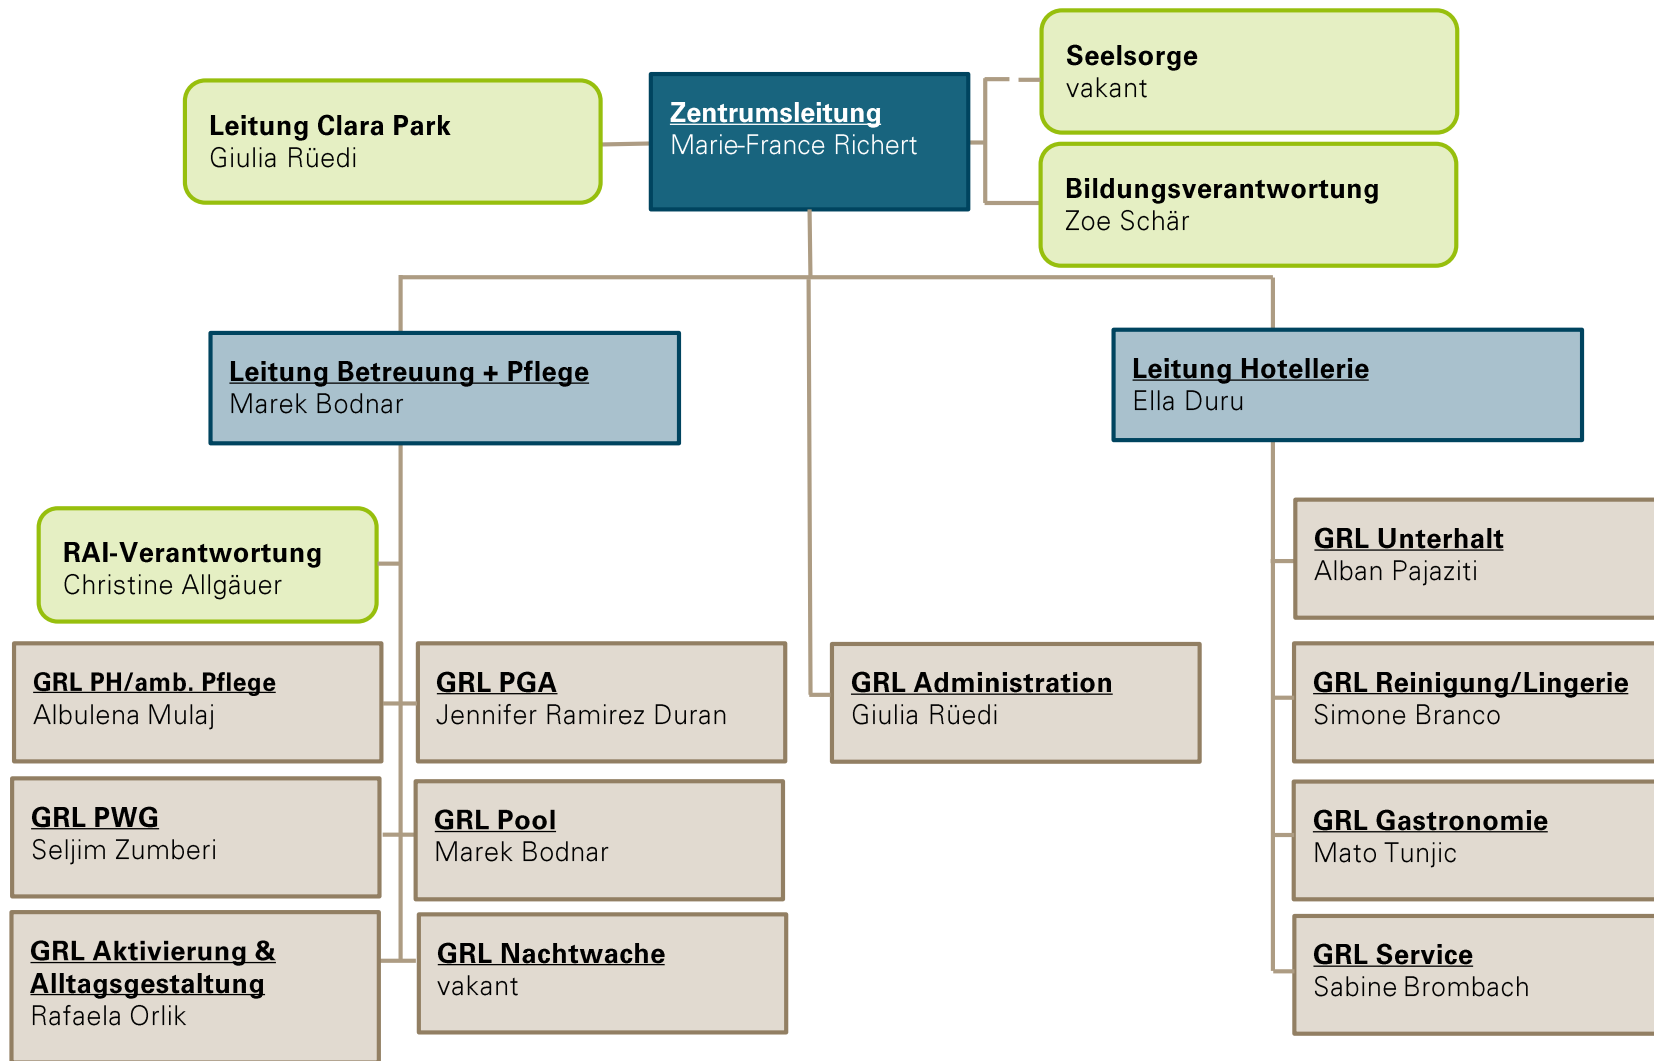 Seelsorge
vakant
Leitung Clara Park
Giulia Rüedi
Zentrumsleitung
Marie-France Richert
Bildungsverantwortung
Zoe Schär
Leitung Betreuung + Pflege
Marek Bodnar
Leitung Hotellerie
Ella Duru
RAI-Verantwortung
Christine Allgäuer
GRL Unterhalt
Alban Pajaziti
GRL PH/amb. Pflege
Albulena Mulaj
GRL PGA
Jennifer Ramirez Duran
GRL Administration
Giulia Rüedi
GRL Reinigung/Lingerie
Simone Branco
GRL PWG
Seljim Zumberi
GRL Pool
Marek Bodnar
GRL Gastronomie
Mato Tunjic
GRL Aktivierung &
Alltagsgestaltung
Rafaela Orlik
GRL Nachtwache
vakant
GRL Service
Sabine Brombach